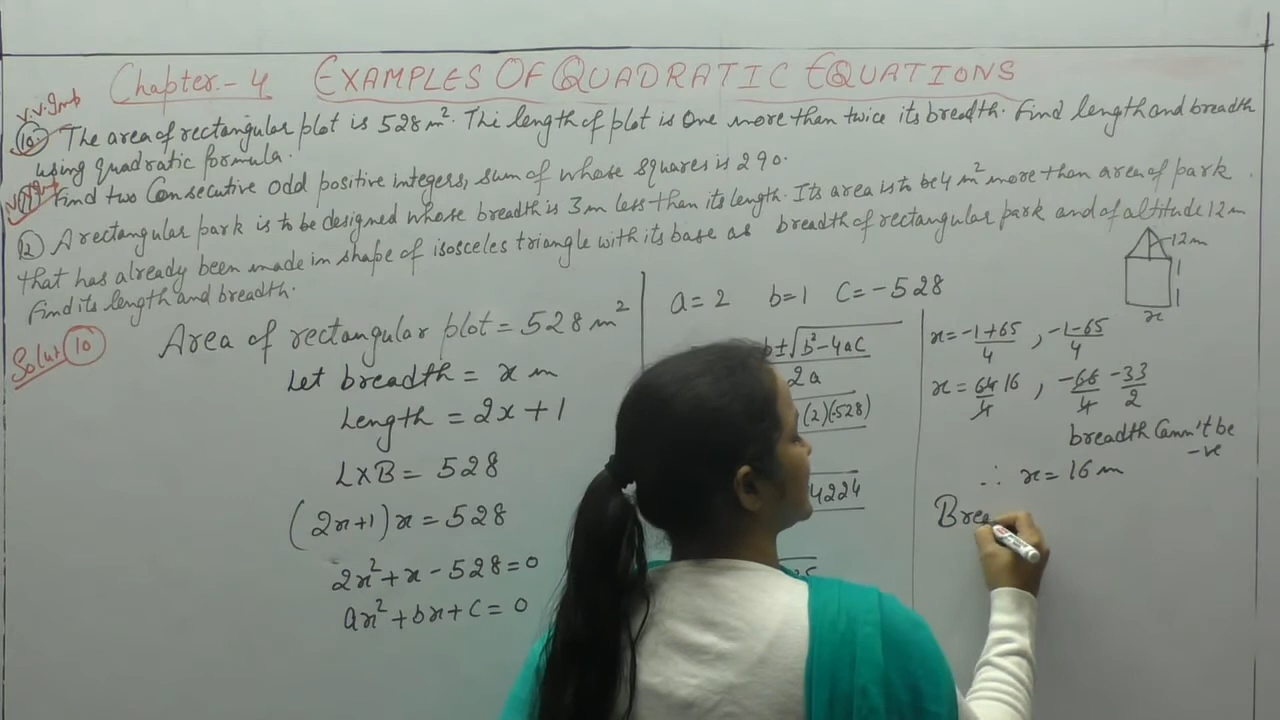 Chapter-4 EXAMPLES OF QUADRATIC EQUATIONS
V.V.Imp
10 The area of rectangular plot is 528 m². The length of plot is one more than twice its breadth. Find length and breadth
using quadratic formula.
Find two Consecutive odd positive integers, sum of whose squares is 290.
12 A rectangular park is to be designed whose breadth is 3m less than its length. Its area is to be 4 m² more than area of park
that has already been made in shape of isosceles triangle with its base as breadth of rectangular park and of altitude 12m
Find its length and breadth.
12m
x
Solut 10
Area of rectangular plot = 528 m²
Let breadth = x m
Length = 2x + 1
L×B = 528
(2x+1) x = 528
2x² + x - 528 = 0
ax² + bx + c = 0
a = 2 b = 1 C = -528
b ± √b² - 4ac
2a
(2)(-528)
4224
x = -1+65/4 , -1-65/4
x = 64/4 16 , -66/4 -33/2
breadth Cann't be
-ve
∴ x = 16 m
Brea